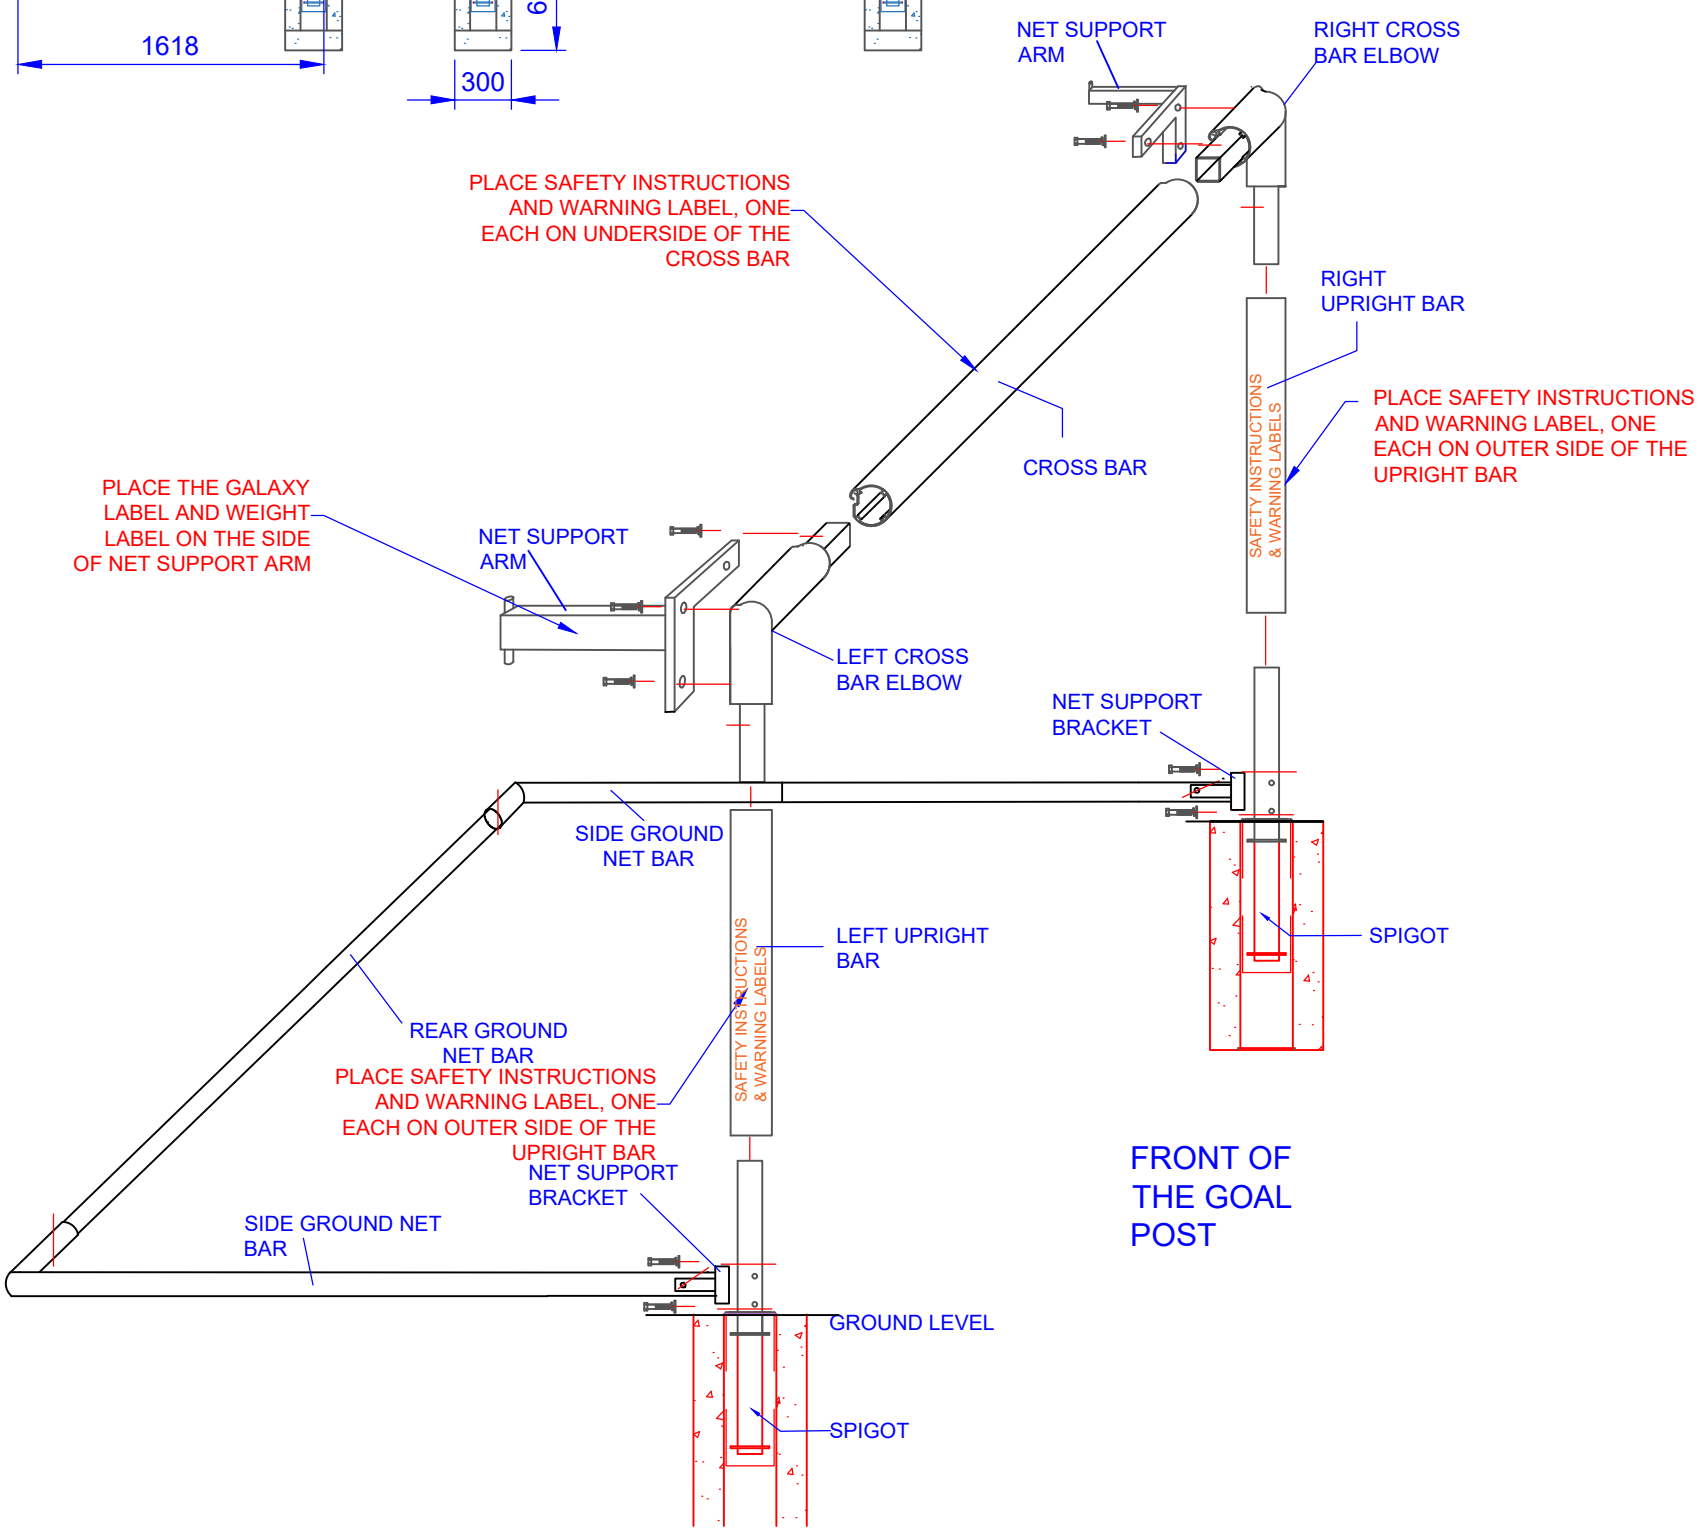 1618
300
6
NET SUPPORT
ARM
RIGHT CROSS
BAR ELBOW
PLACE SAFETY INSTRUCTIONS
AND WARNING LABEL, ONE
EACH ON UNDERSIDE OF THE
CROSS BAR
RIGHT
UPRIGHT BAR
SAFETY INSTRUCTIONS
& WARNING LABELS
PLACE SAFETY INSTRUCTIONS
AND WARNING LABEL, ONE
EACH ON OUTER SIDE OF THE
UPRIGHT BAR
CROSS BAR
PLACE THE GALAXY
LABEL AND WEIGHT
LABEL ON THE SIDE
OF NET SUPPORT ARM
NET SUPPORT
ARM
LEFT CROSS
BAR ELBOW
NET SUPPORT
BRACKET
SIDE GROUND
NET BAR
LEFT UPRIGHT
BAR
SPIGOT
SAFETY INSTRUCTIONS
& WARNING LABELS
REAR GROUND
NET BAR
PLACE SAFETY INSTRUCTIONS
AND WARNING LABEL, ONE
EACH ON OUTER SIDE OF THE
UPRIGHT BAR
NET SUPPORT
BRACKET
FRONT OF
THE GOAL
POST
SIDE GROUND NET
BAR
GROUND LEVEL
SPIGOT